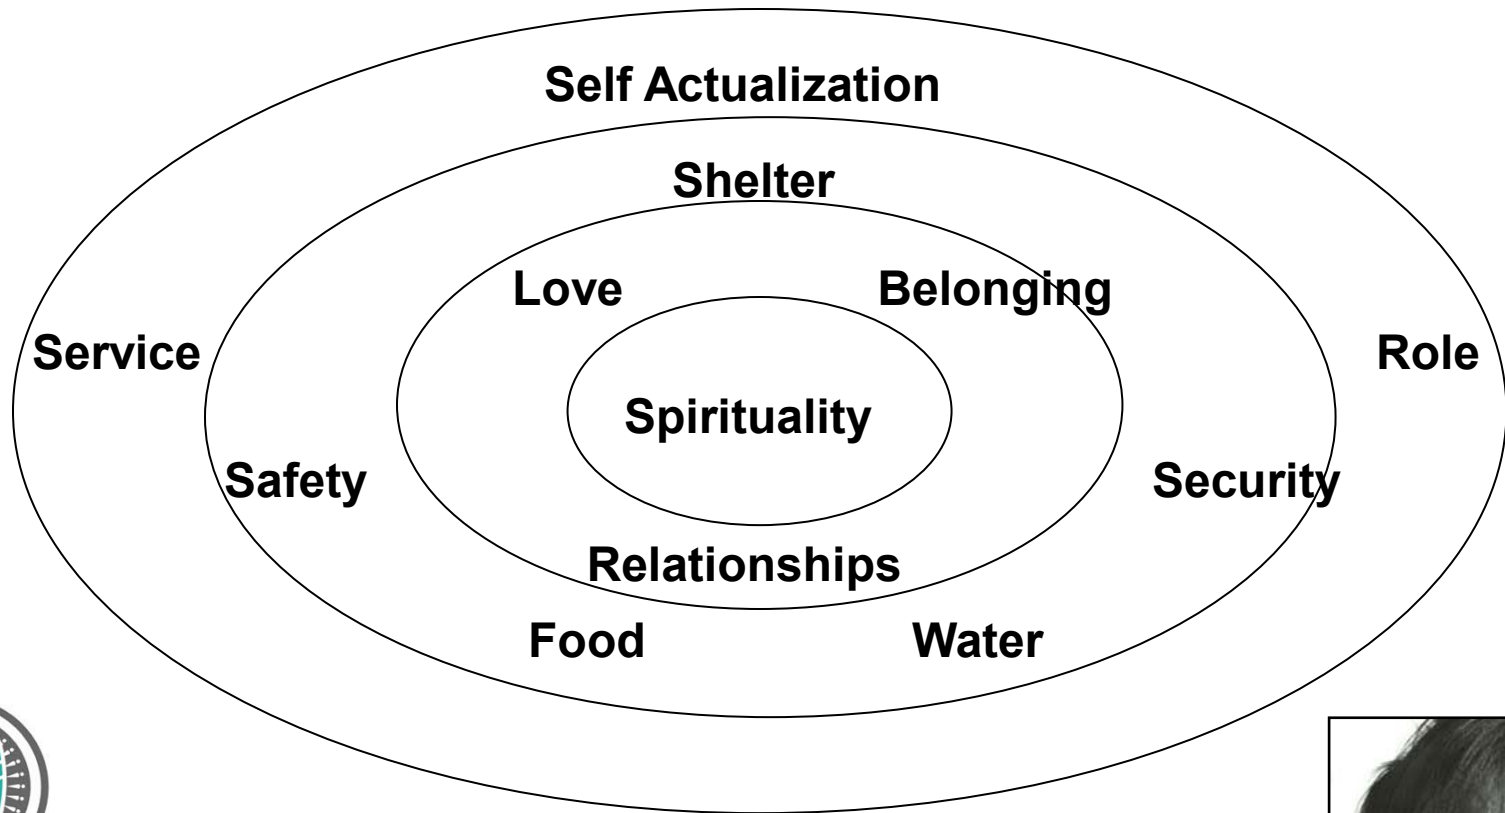 Self Actualization
Shelter
Love Belonging
Service Role
Spirituality
Safety Security
Relationships
Food Water